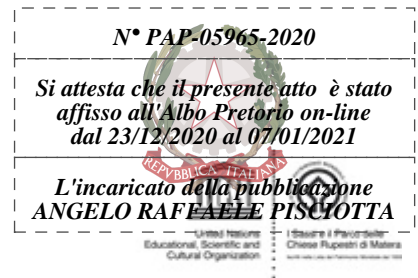 N° PAP-05965-2020
Si attesta che il presente atto è stato
affisso all'Albo Pretorio on-line
dal 23/12/2020 al 07/01/2021
L'incaricato della pubblicazione
ANGELO RAFFAELE PISCIOTTA
REPVBBLICA ITALIANA
United Nations
Educational, Scientific and
Cultural Organization
I Sassi e il Parco delle
Chiese Rupestri di Matera